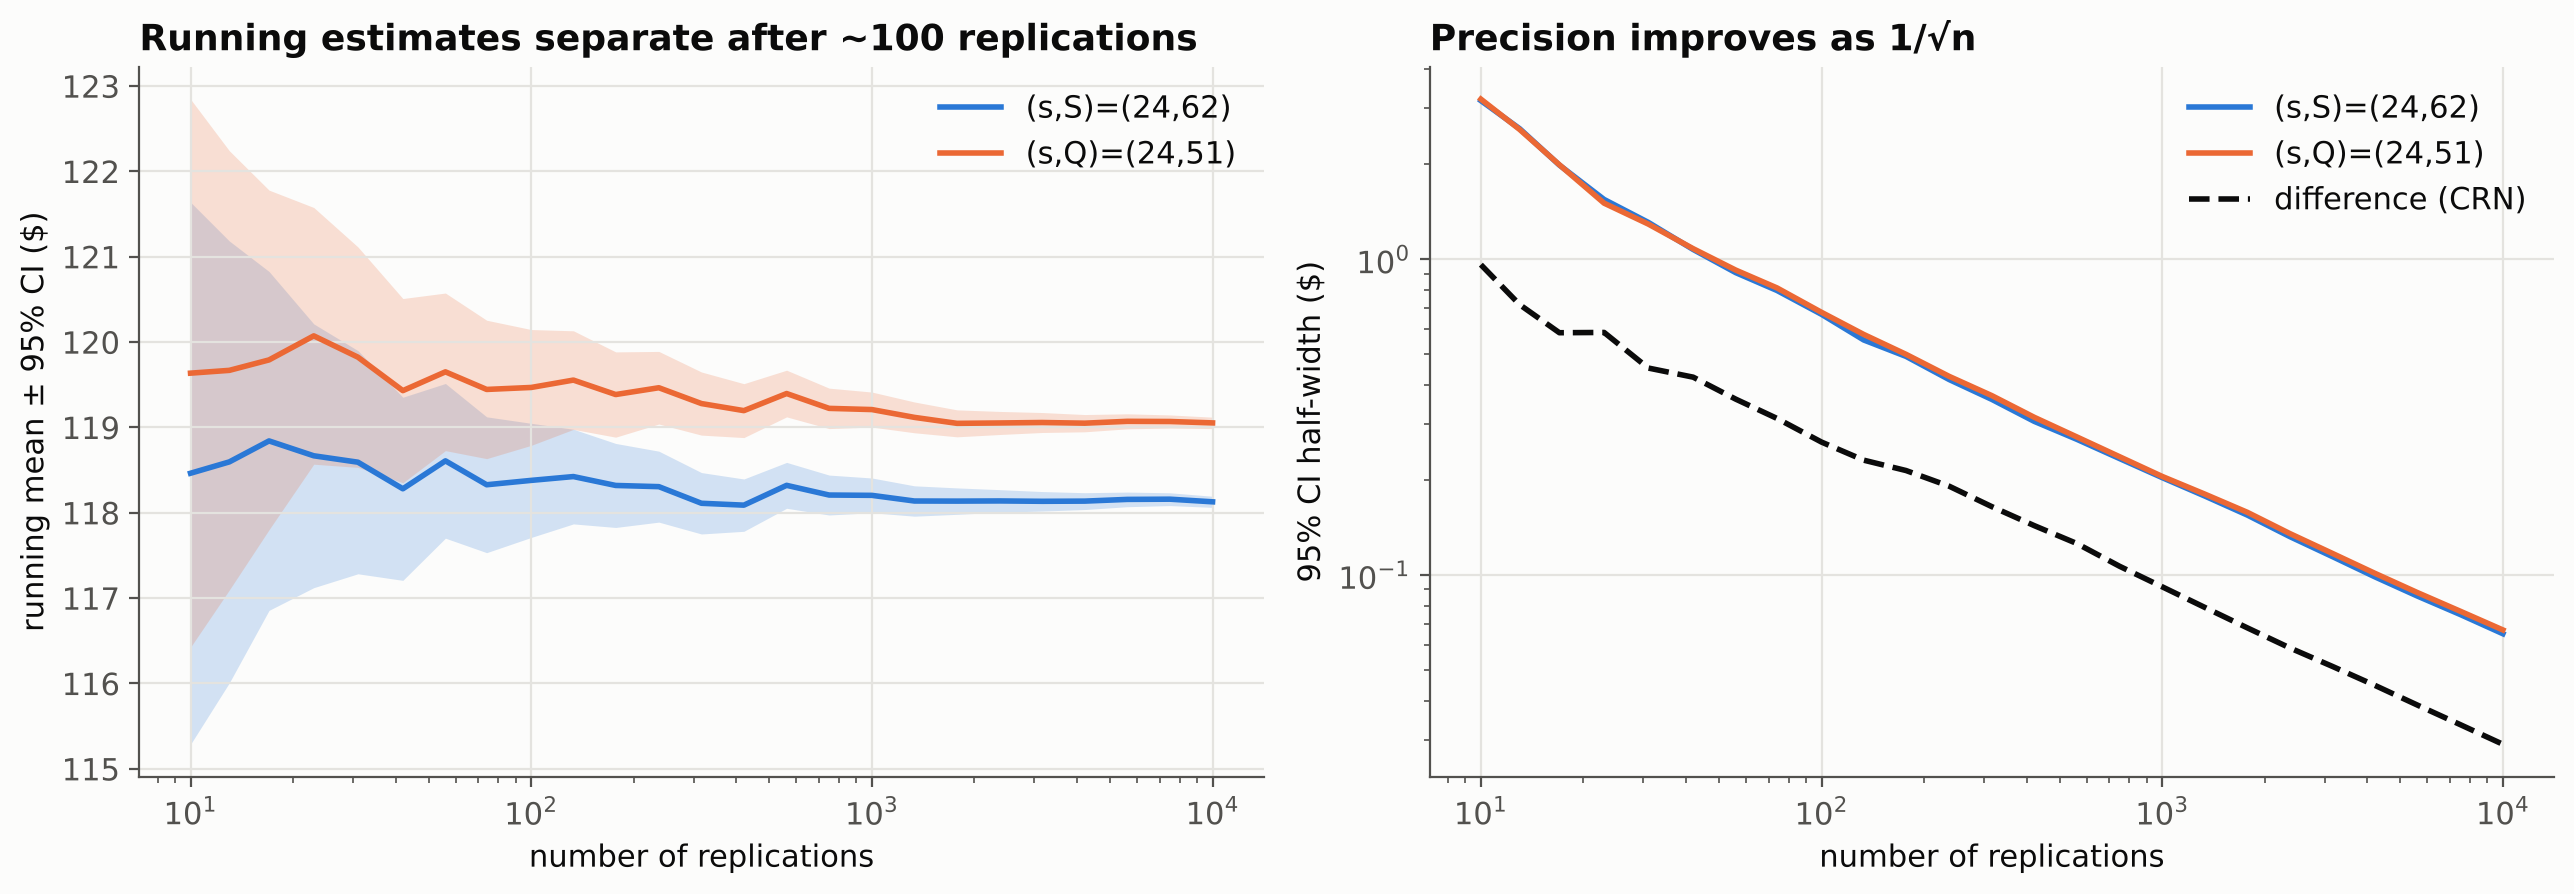 Running estimates separate after ~100 replications
running mean ± 95% CI ($)
123
122
121
120
119
118
117
116
115
(s,S)=(24,62)
(s,Q)=(24,51)
10¹
10²
10³
10⁴
number of replications
Precision improves as 1/√n
95% CI half-width ($)
10⁰
10⁻¹
(s,S)=(24,62)
(s,Q)=(24,51)
difference (CRN)
10¹
10²
10³
10⁴
number of replications